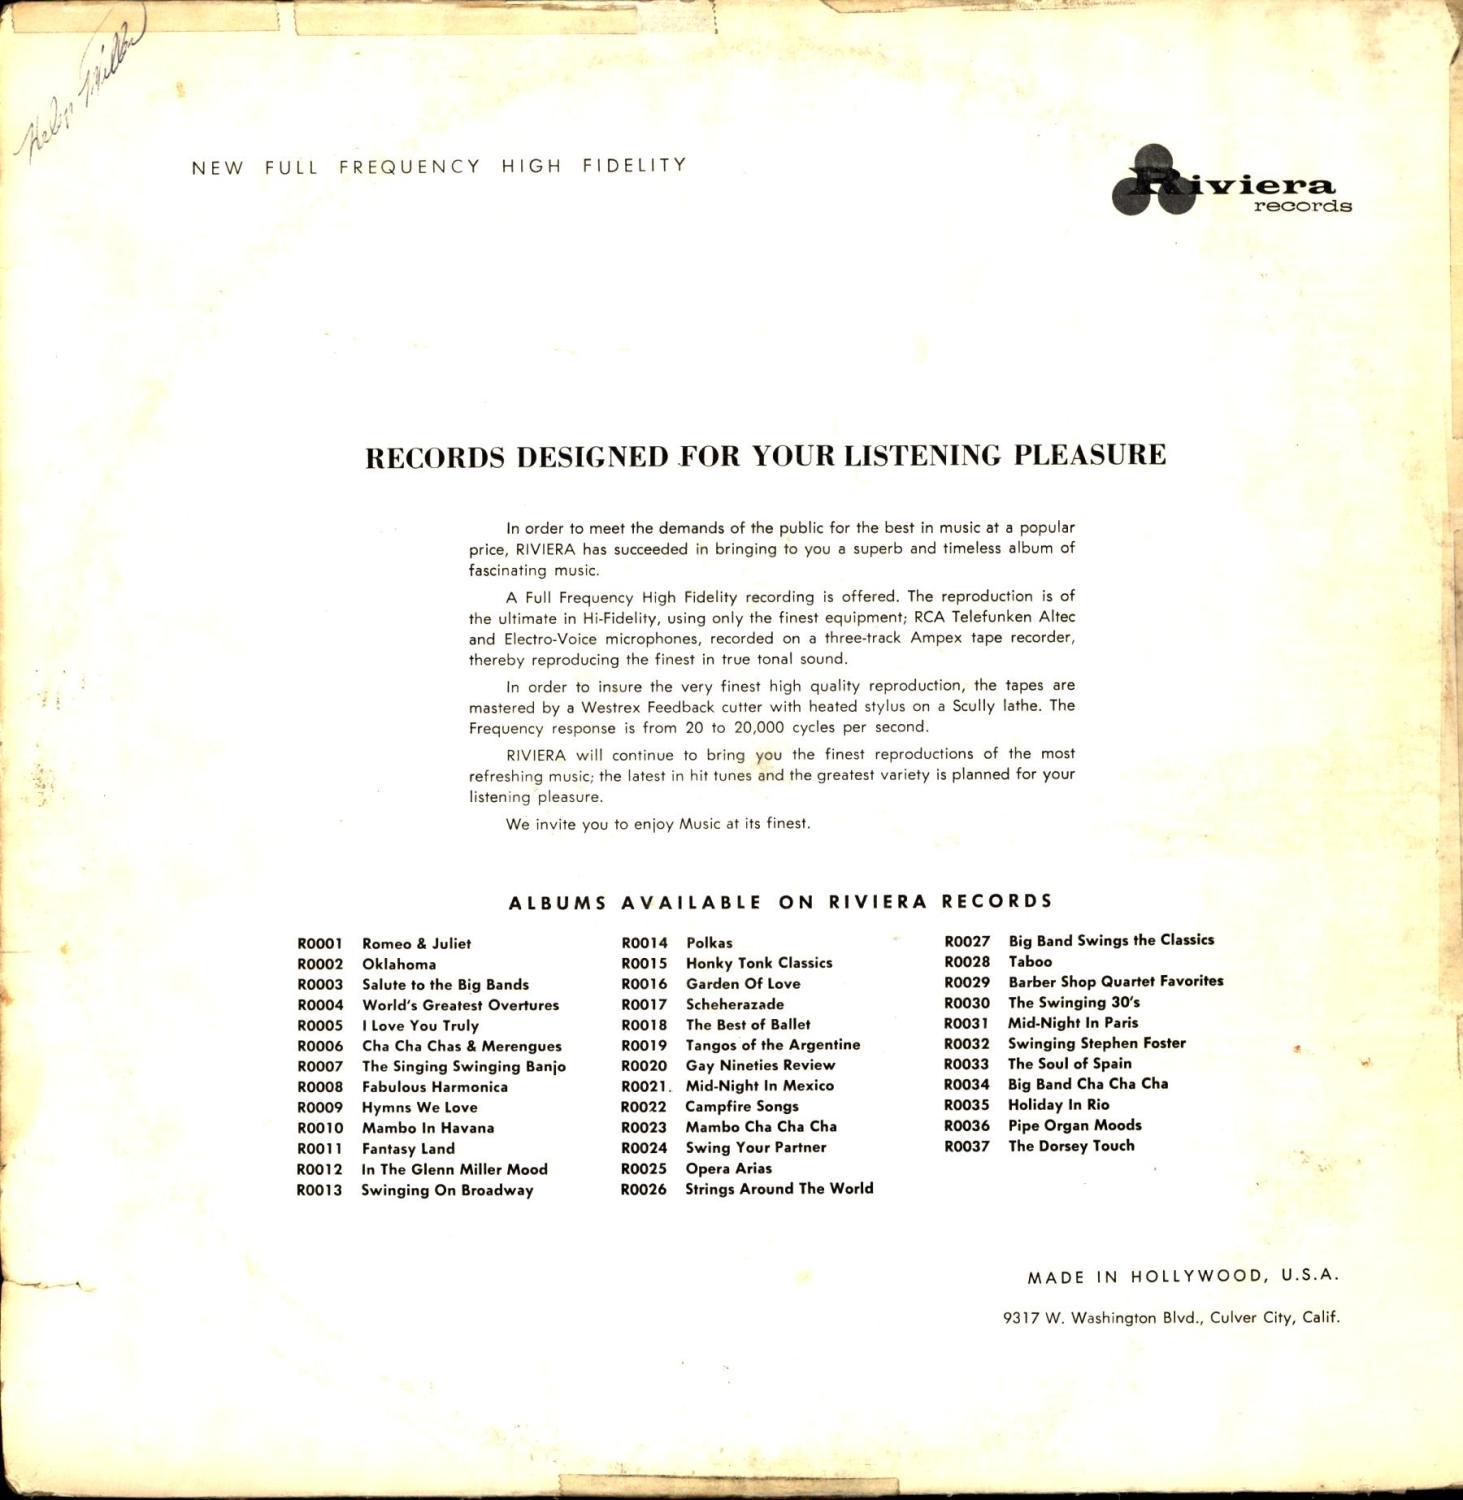 Helen Miller
NEW FULL FREQUENCY HIGH FIDELITY
Riviera
records
RECORDS DESIGNED FOR YOUR LISTENING PLEASURE
In order to meet the demands of the public for the best in music at a popular
price, RIVIERA has succeeded in bringing to you a superb and timeless album of
fascinating music.
A Full Frequency High Fidelity recording is offered. The reproduction is of
the ultimate in Hi-Fidelity, using only the finest equipment; RCA Telefunken Altec
and Electro-Voice microphones, recorded on a three-track Ampex tape recorder,
thereby reproducing the finest in true tonal sound.
In order to insure the very finest high quality reproduction, the tapes are
mastered by a Westrex Feedback cutter with heated stylus on a Scully lathe. The
Frequency response is from 20 to 20,000 cycles per second.
RIVIERA will continue to bring you the finest reproductions of the most
refreshing music; the latest in hit tunes and the greatest variety is planned for your
listening pleasure.
We invite you to enjoy Music at its finest.
ALBUMS AVAILABLE ON RIVIERA RECORDS
R0001 Romeo & Juliet
R0002 Oklahoma
R0003 Salute to the Big Bands
R0004 World's Greatest Overtures
R0005 I Love You Truly
R0006 Cha Cha Chas & Merengues
R0007 The Singing Swinging Banjo
R0008 Fabulous Harmonica
R0009 Hymns We Love
R0010 Mambo In Havana
R0011 Fantasy Land
R0012 In The Glenn Miller Mood
R0013 Swinging On Broadway
R0014 Polkas
R0015 Honky Tonk Classics
R0016 Garden Of Love
R0017 Scheherazade
R0018 The Best of Ballet
R0019 Tangos of the Argentine
R0020 Gay Nineties Review
R0021. Mid-Night In Mexico
R0022 Campfire Songs
R0023 Mambo Cha Cha Cha
R0024 Swing Your Partner
R0025 Opera Arias
R0026 Strings Around The World
R0027 Big Band Swings the Classics
R0028 Taboo
R0029 Barber Shop Quartet Favorites
R0030 The Swinging 30's
R0031 Mid-Night In Paris
R0032 Swinging Stephen Foster
R0033 The Soul of Spain
R0034 Big Band Cha Cha Cha
R0035 Holiday In Rio
R0036 Pipe Organ Moods
R0037 The Dorsey Touch
MADE IN HOLLYWOOD, U.S.A.
9317 W. Washington Blvd., Culver City, Calif.